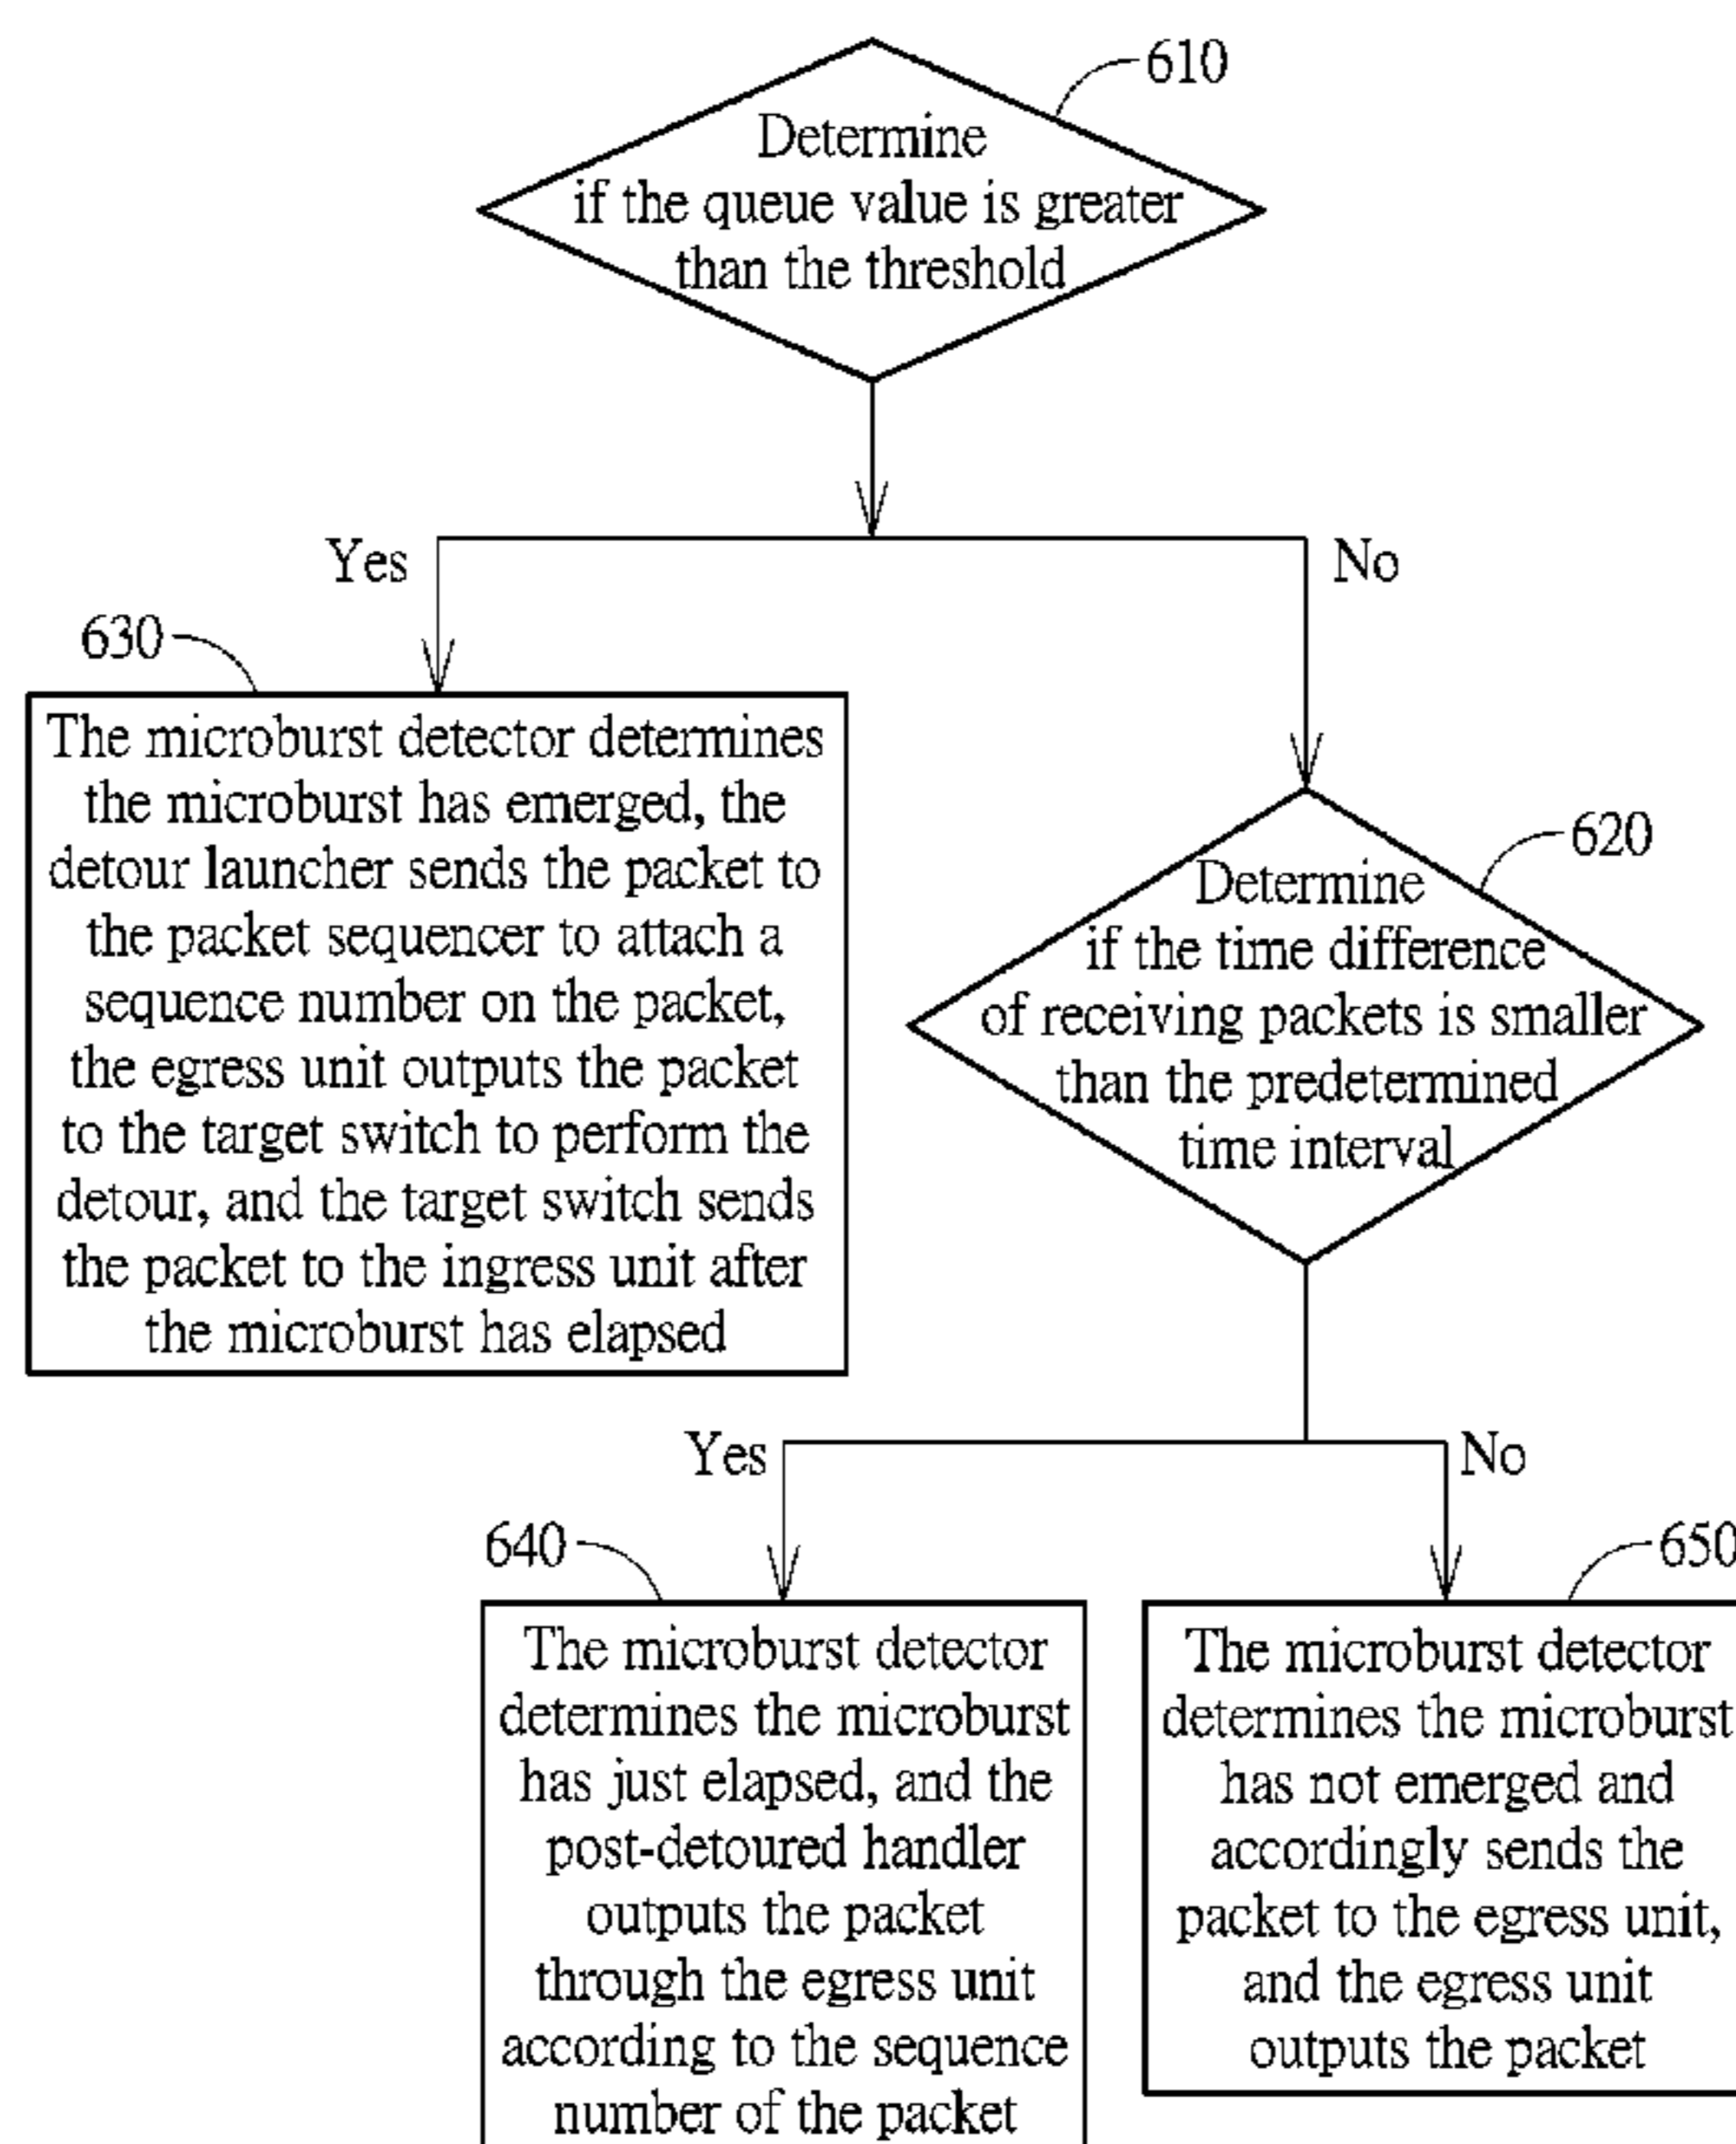 610
Determine
if the queue value is greater
than the threshold
Yes
No
630
The microburst detector determines
the microburst has emerged, the
detour launcher sends the packet to
the packet sequencer to attach a
sequence number on the packet,
the egress unit outputs the packet
to the target switch to perform the
detour, and the target switch sends
the packet to the ingress unit after
the microburst has elapsed
620
Determine
if the time difference
of receiving packets is smaller
than the predetermined
time interval
Yes
No
640
The microburst detector
determines the microburst
has just elapsed, and the
post-detoured handler
outputs the packet
through the egress unit
according to the sequence
number of the packet
650
The microburst detector
determines the microburst
has not emerged and
accordingly sends the
packet to the egress unit,
and the egress unit
outputs the packet